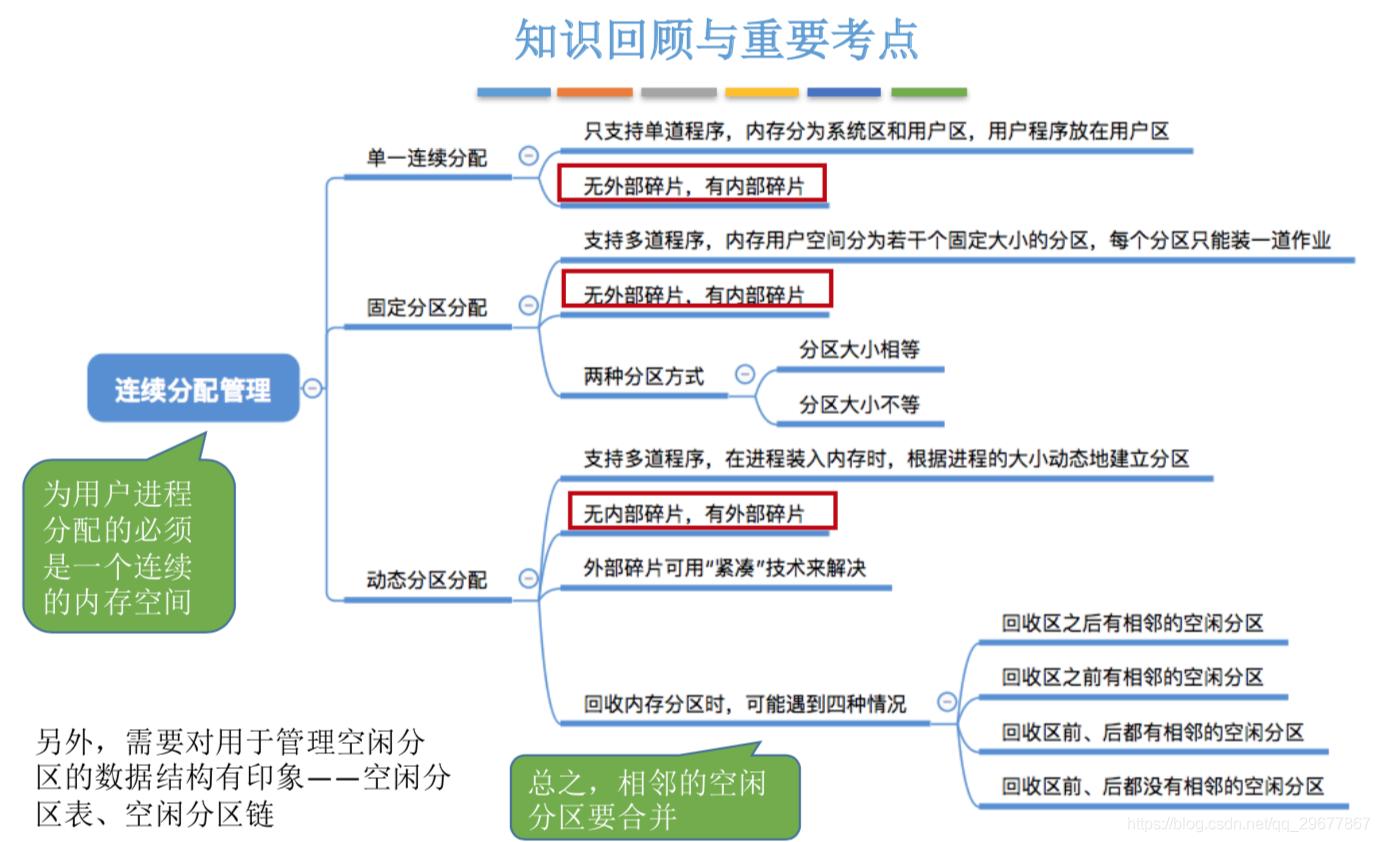 知识回顾与重要考点
只支持单道程序，内存分为系统区和用户区，用户程序放在用户区
单一连续分配
无外部碎片，有内部碎片
支持多道程序，内存用户空间分为若干个固定大小的分区，每个分区只能装一道作业
固定分区分配
无外部碎片，有内部碎片
两种分区方式
分区大小相等
分区大小不等
连续分配管理
为用户进程
分配的必须
是一个连续
的内存空间
支持多道程序，在进程装入内存时，根据进程的大小动态地建立分区
无内部碎片，有外部碎片
动态分区分配
外部碎片可用“紧凑”技术来解决
回收内存分区时，可能遇到四种情况
回收区之后有相邻的空闲分区
回收区之前有相邻的空闲分区
回收区前、后都有相邻的空闲分区
回收区前、后都没有相邻的空闲分区
总之，相邻的空闲
分区要合并
另外，需要对用于管理空闲分
区的数据结构有印象——空闲分
区表、空闲分区链
https://blog.csdn.net/qq_29677867